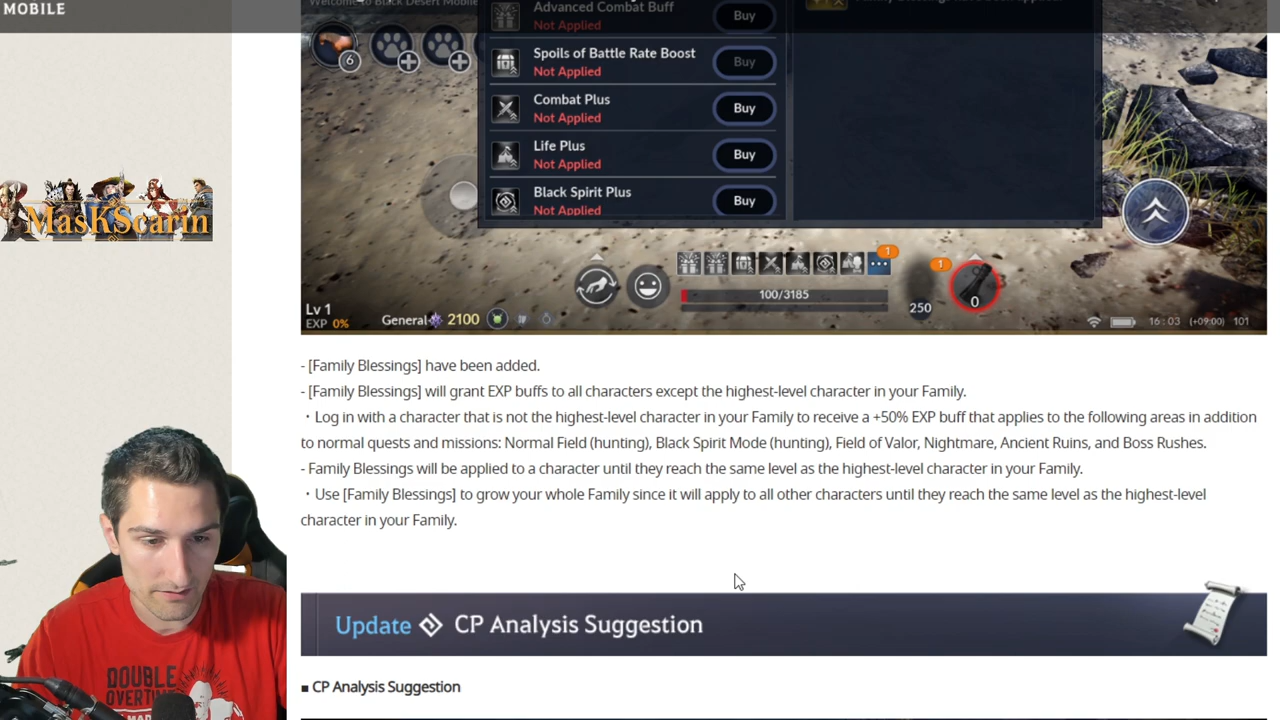 MOBILE
Welcome to Black Desert Mobile
Advanced Combat Buff
Not Applied
Buy
Spoils of Battle Rate Boost
Not Applied
Buy
Combat Plus
Not Applied
Buy
Life Plus
Not Applied
Buy
Black Spirit Plus
Not Applied
Buy
6
MasKScarin
1
1
100/3185
250
0
Lv 1
EXP 0%
General 2100
16:03 (+09:00) 101
- [Family Blessings] have been added.
- [Family Blessings] will grant EXP buffs to all characters except the highest-level character in your Family.
・Log in with a character that is not the highest-level character in your Family to receive a +50% EXP buff that applies to the following areas in addition
to normal quests and missions: Normal Field (hunting), Black Spirit Mode (hunting), Field of Valor, Nightmare, Ancient Ruins, and Boss Rushes.
- Family Blessings will be applied to a character until they reach the same level as the highest-level character in your Family.
・Use [Family Blessings] to grow your whole Family since it will apply to all other characters until they reach the same level as the highest-level
character in your Family.
Update CP Analysis Suggestion
■ CP Analysis Suggestion
DOUBLE
OVERTIME